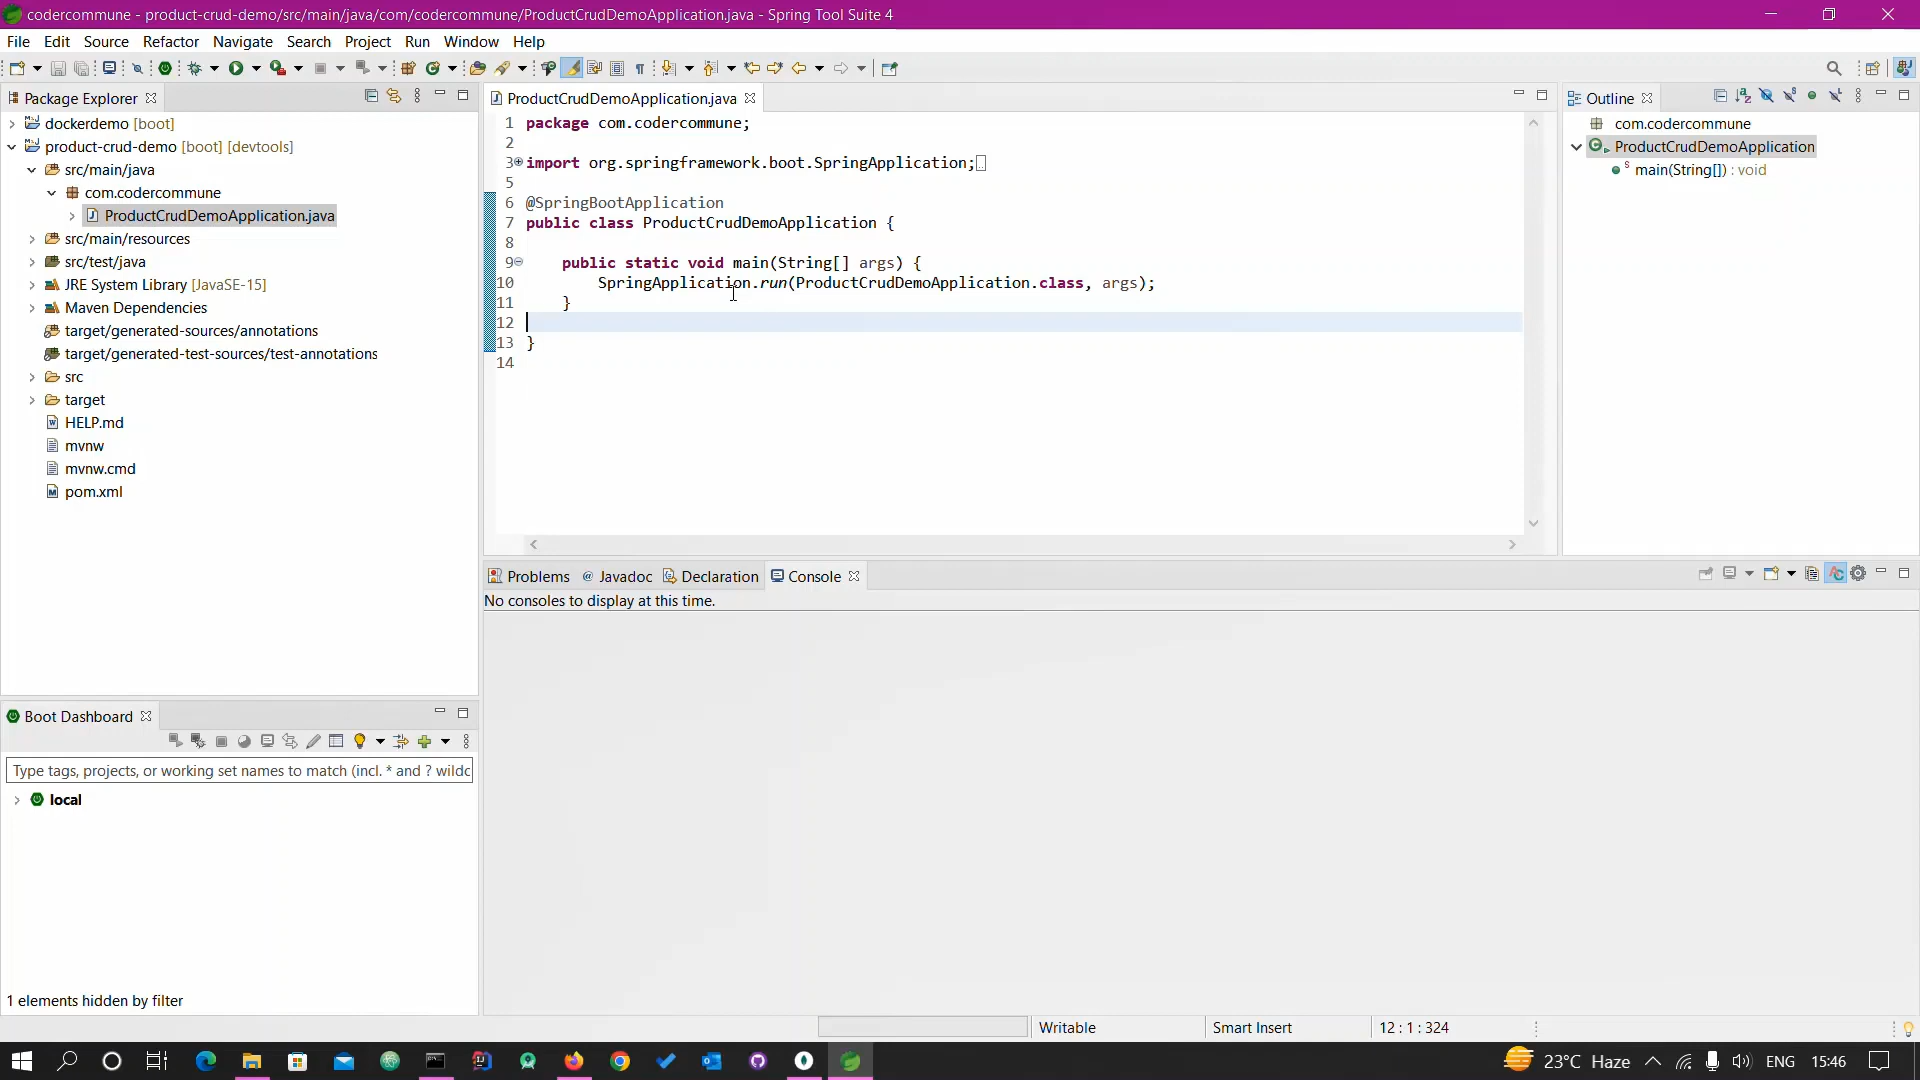 codercommune - product-crud-demo/src/main/java/com/codercommune/ProductCrudDemoApplication.java - Spring Tool Suite 4
File Edit Source Refactor Navigate Search Project Run Window Help
Package Explorer
dockerdemo [boot]
product-crud-demo [boot] [devtools]
src/main/java
com.codercommune
ProductCrudDemoApplication.java
src/main/resources
src/test/java
JRE System Library [JavaSE-15]
Maven Dependencies
target/generated-sources/annotations
target/generated-test-sources/test-annotations
src
target
HELP.md
mvnw
mvnw.cmd
pom.xml
ProductCrudDemoApplication.java
1 package com.codercommune;
2
3 import org.springframework.boot.SpringApplication;
5
6 @SpringBootApplication
7 public class ProductCrudDemoApplication {
8
9 public static void main(String[] args) {
10 SpringApplication.run(ProductCrudDemoApplication.class, args);
11 }
12
13 }
14
Outline
com.codercommune
ProductCrudDemoApplication
main(String[]) : void
Problems @ Javadoc Declaration Console
No consoles to display at this time.
Boot Dashboard
Type tags, projects, or working set names to match (incl. * and ? wildc
local
1 elements hidden by filter
Writable Smart Insert 12 : 1 : 324
23°C Haze ENG 15:46